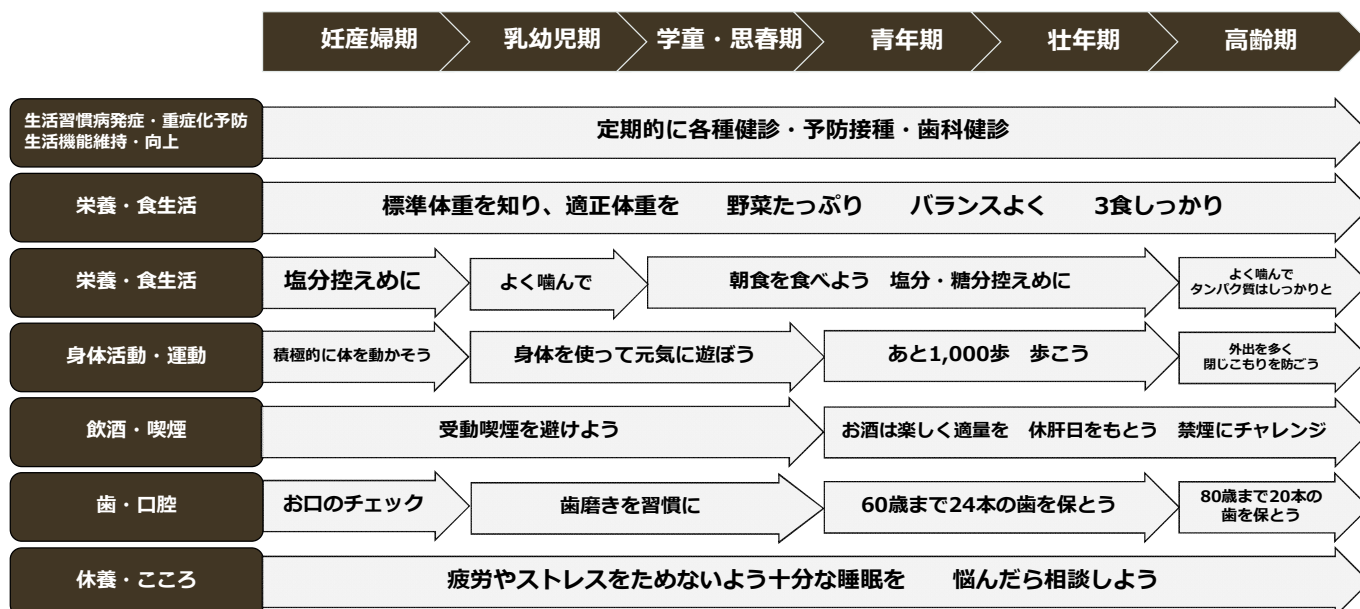 妊産婦期
乳幼児期
学童・思春期
青年期
壮年期
高齢期
生活習慣病発症・重症化予防
生活機能維持・向上
定期的に各種健診・予防接種・歯科健診
栄養・食生活
標準体重を知り、適正体重を　野菜たっぷり　バランスよく　3食しっかり
栄養・食生活
塩分控えめに
よく噛んで
朝食を食べよう　塩分・糖分控えめに
よく噛んで
タンパク質はしっかりと
身体活動・運動
積極的に体を動かそう
身体を使って元気に遊ぼう
あと1,000歩　歩こう
外出を多く
閉じこもりを防ごう
飲酒・喫煙
受動喫煙を避けよう
お酒は楽しく適量を　休肝日をもとう　禁煙にチャレンジ
歯・口腔
お口のチェック
歯磨きを習慣に
60歳まで24本の歯を保とう
80歳まで20本の
歯を保とう
休養・こころ
疲労やストレスをためないよう十分な睡眠を　悩んだら相談しよう